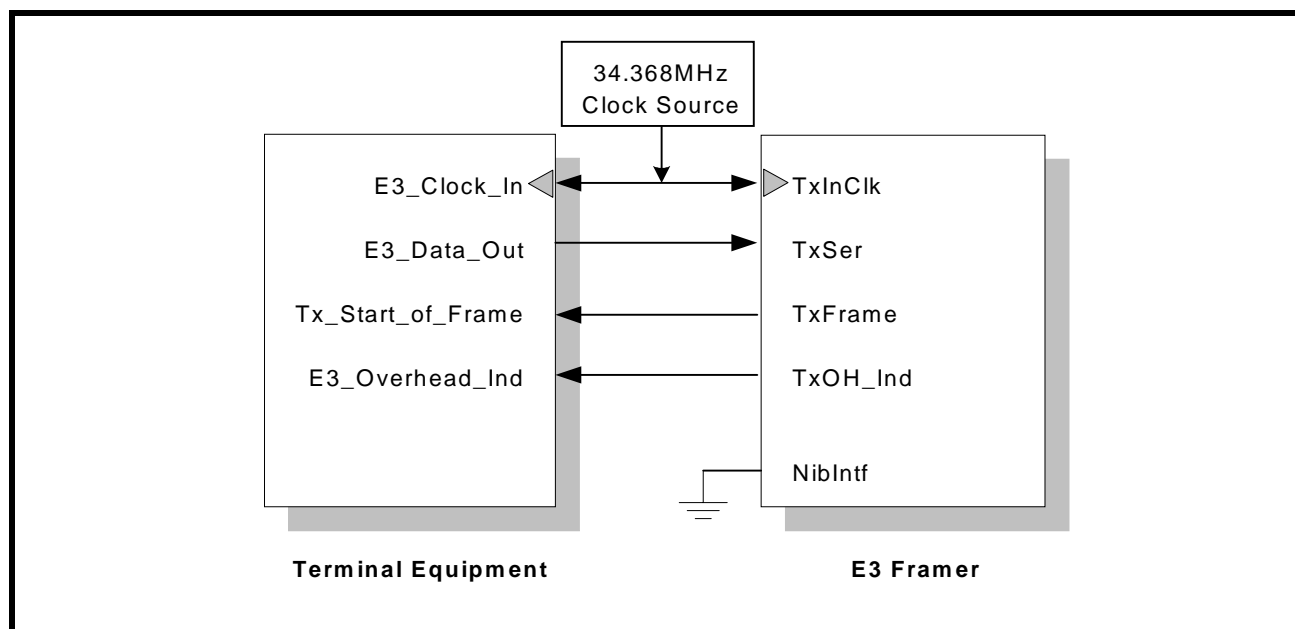 34.368MHz
Clock Source
E3_Clock_In
TxInClk
E3_Data_Out
TxSer
Tx_Start_of_Frame
TxFrame
E3_Overhead_Ind
TxOH_Ind
NibIntf
Terminal Equipment
E3 Framer